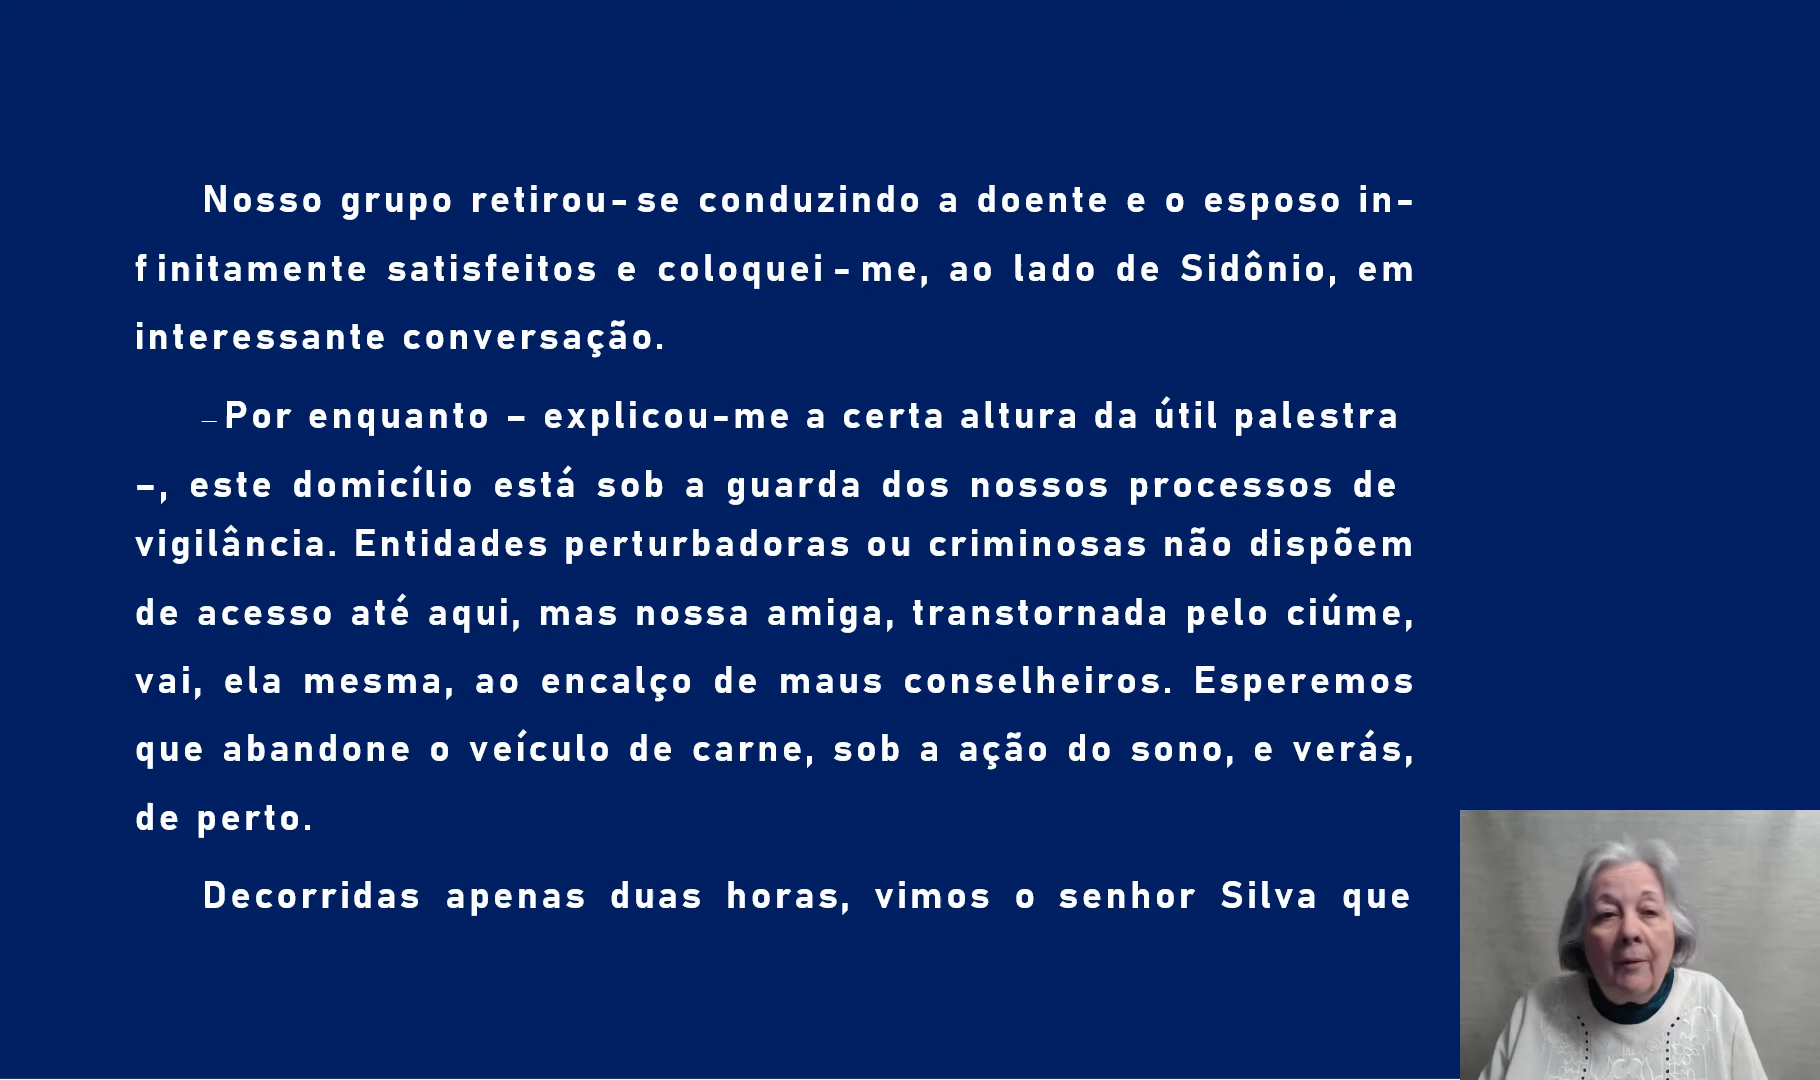 Nosso grupo retirou-se conduzindo a doente e o esposo in-
finitamente satisfeitos e coloquei-me, ao lado de Sidônio, em
interessante conversação.
–Por enquanto – explicou-me a certa altura da útil palestra
–, este domicílio está sob a guarda dos nossos processos de
vigilância. Entidades perturbadoras ou criminosas não dispõem
de acesso até aqui, mas nossa amiga, transtornada pelo ciúme,
vai, ela mesma, ao encalço de maus conselheiros. Esperemos
que abandone o veículo de carne, sob a ação do sono, e verás,
de perto.
Decorridas apenas duas horas, vimos o senhor Silva que